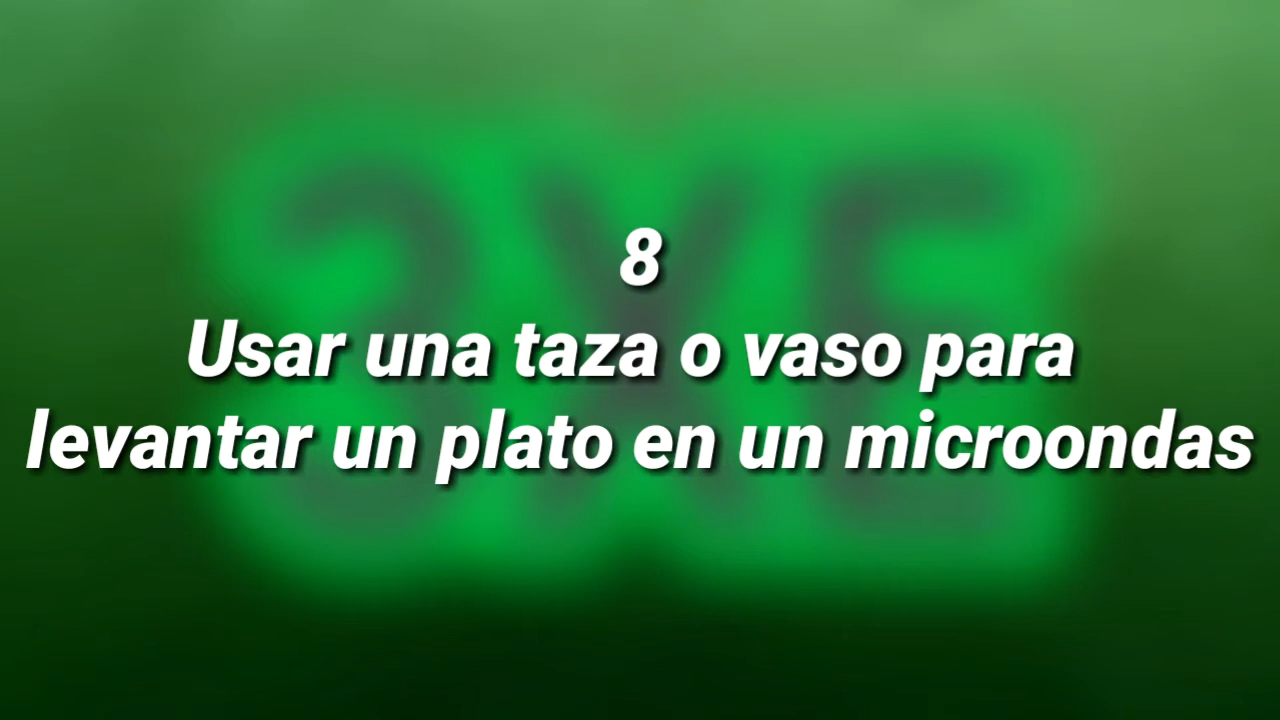 8
Usar una taza o vaso para
levantar un plato en un microondas